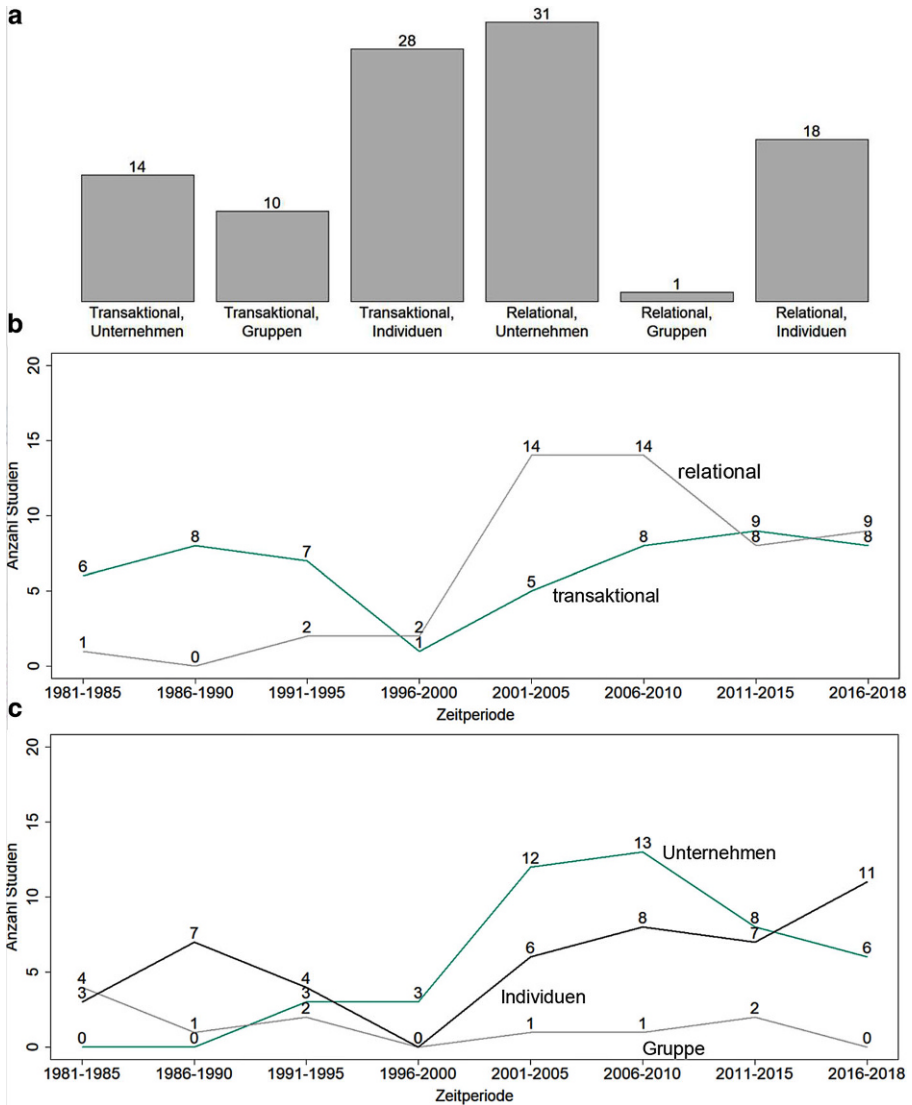 a
14
10
28
31
1
18
Transaktional,
Unternehmen
Transaktional,
Gruppen
Transaktional,
Individuen
Relational,
Unternehmen
Relational,
Gruppen
Relational,
Individuen
b
Anzahl Studien
20
15
10
5
0
6
8
7
1
5
8
9
8
1
0
2
2
14
14
8
9
relational
transaktional
1981-1985
1986-1990
1991-1995
1996-2000
2001-2005
2006-2010
2011-2015
2016-2018
Zeitperiode
c
Anzahl Studien
20
15
10
5
0
0
0
3
3
12
13
8
6
3
7
4
0
6
8
7
11
4
1
2
1
1
2
0
Unternehmen
Individuen
Gruppe
1981-1985
1986-1990
1991-1995
1996-2000
2001-2005
2006-2010
2011-2015
2016-2018
Zeitperiode